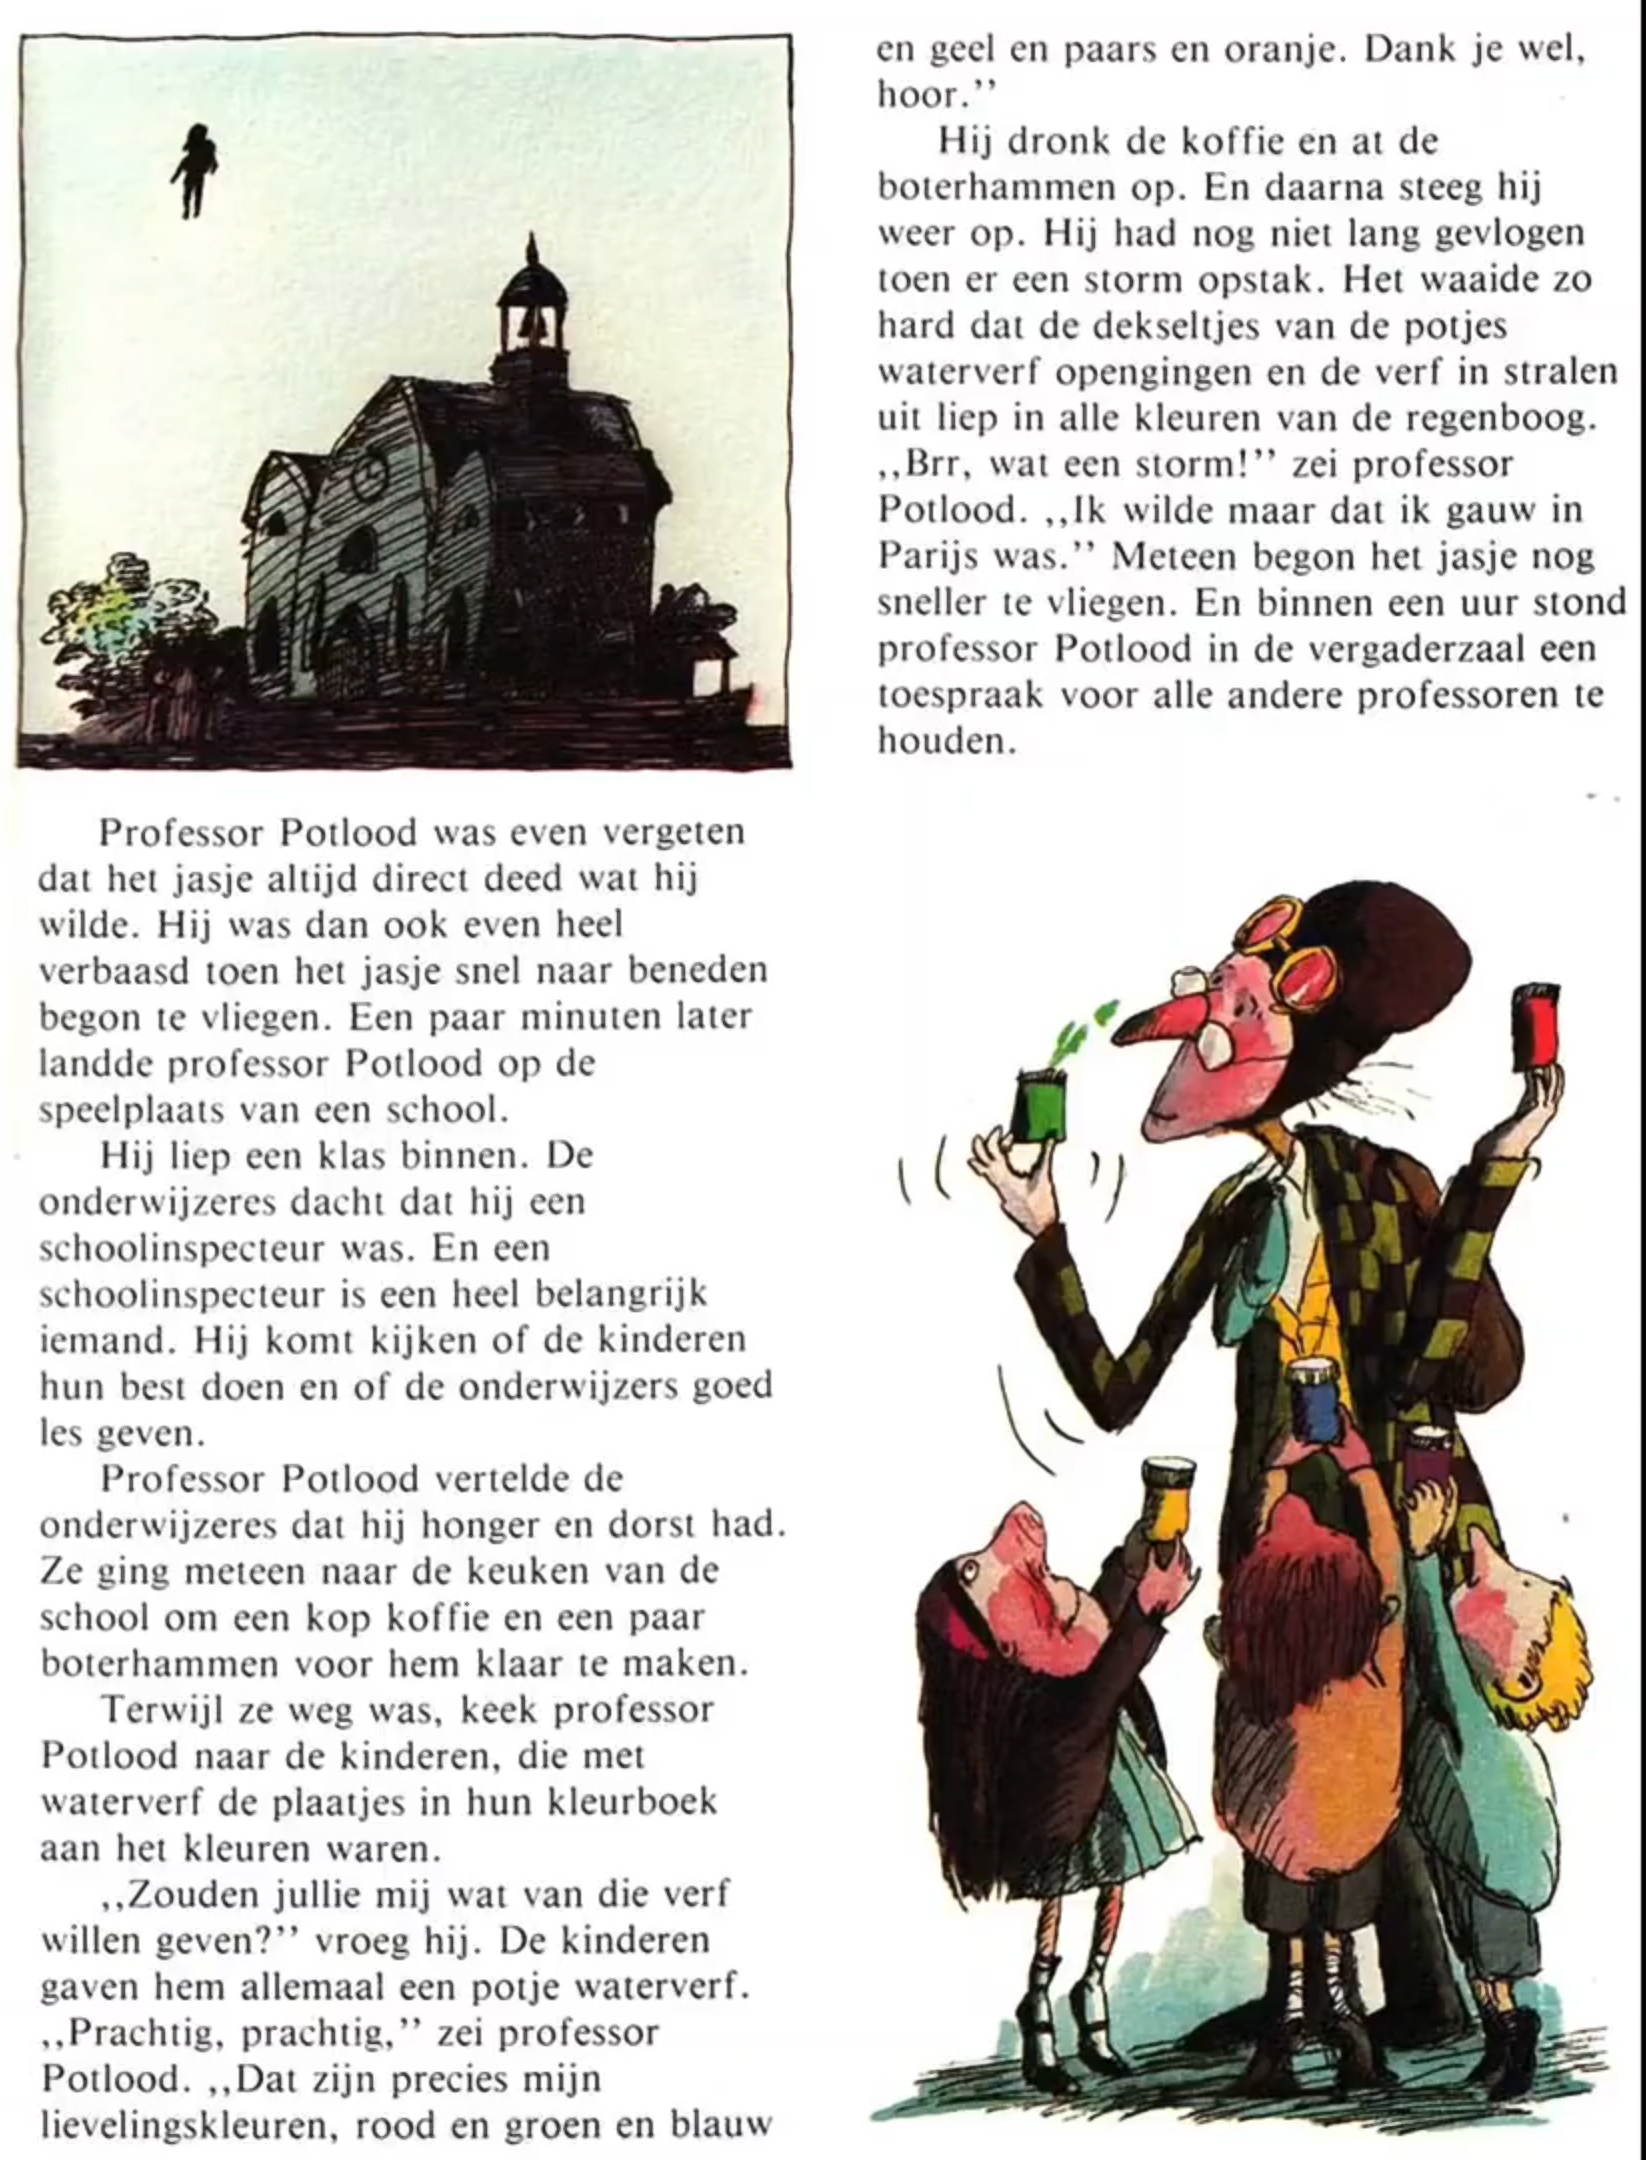 Professor Potlood was even vergeten
dat het jasje altijd direct deed wat hij
wilde. Hij was dan ook even heel
verbaasd toen het jasje snel naar beneden
begon te vliegen. Een paar minuten later
landde professor Potlood op de
speelplaats van een school.
Hij liep een klas binnen. De
onderwijzeres dacht dat hij een
schoolinspecteur was. En een
schoolinspecteur is een heel belangrijk
iemand. Hij komt kijken of de kinderen
hun best doen en of de onderwijzers goed
les geven.
Professor Potlood vertelde de
onderwijzeres dat hij honger en dorst had.
Ze ging meteen naar de keuken van de
school om een kop koffie en een paar
boterhammen voor hem klaar te maken.
Terwijl ze weg was, keek professor
Potlood naar de kinderen, die met
waterverf de plaatjes in hun kleurboek
aan het kleuren waren.
,,Zouden jullie mij wat van die verf
willen geven?’’ vroeg hij. De kinderen
gaven hem allemaal een potje waterverf.
,,Prachtig, prachtig,’’ zei professor
Potlood. ,,Dat zijn precies mijn
lievelingskleuren, rood en groen en blauw
en geel en paars en oranje. Dank je wel,
hoor.’’
Hij dronk de koffie en at de
boterhammen op. En daarna steeg hij
weer op. Hij had nog niet lang gevlogen
toen er een storm opstak. Het waaide zo
hard dat de dekseltjes van de potjes
waterverf opengingen en de verf in stralen
uit liep in alle kleuren van de regenboog.
,,Brr, wat een storm!’’ zei professor
Potlood. ,,Ik wilde maar dat ik gauw in
Parijs was.’’ Meteen begon het jasje nog
sneller te vliegen. En binnen een uur stond
professor Potlood in de vergaderzaal een
toespraak voor alle andere professoren te
houden.